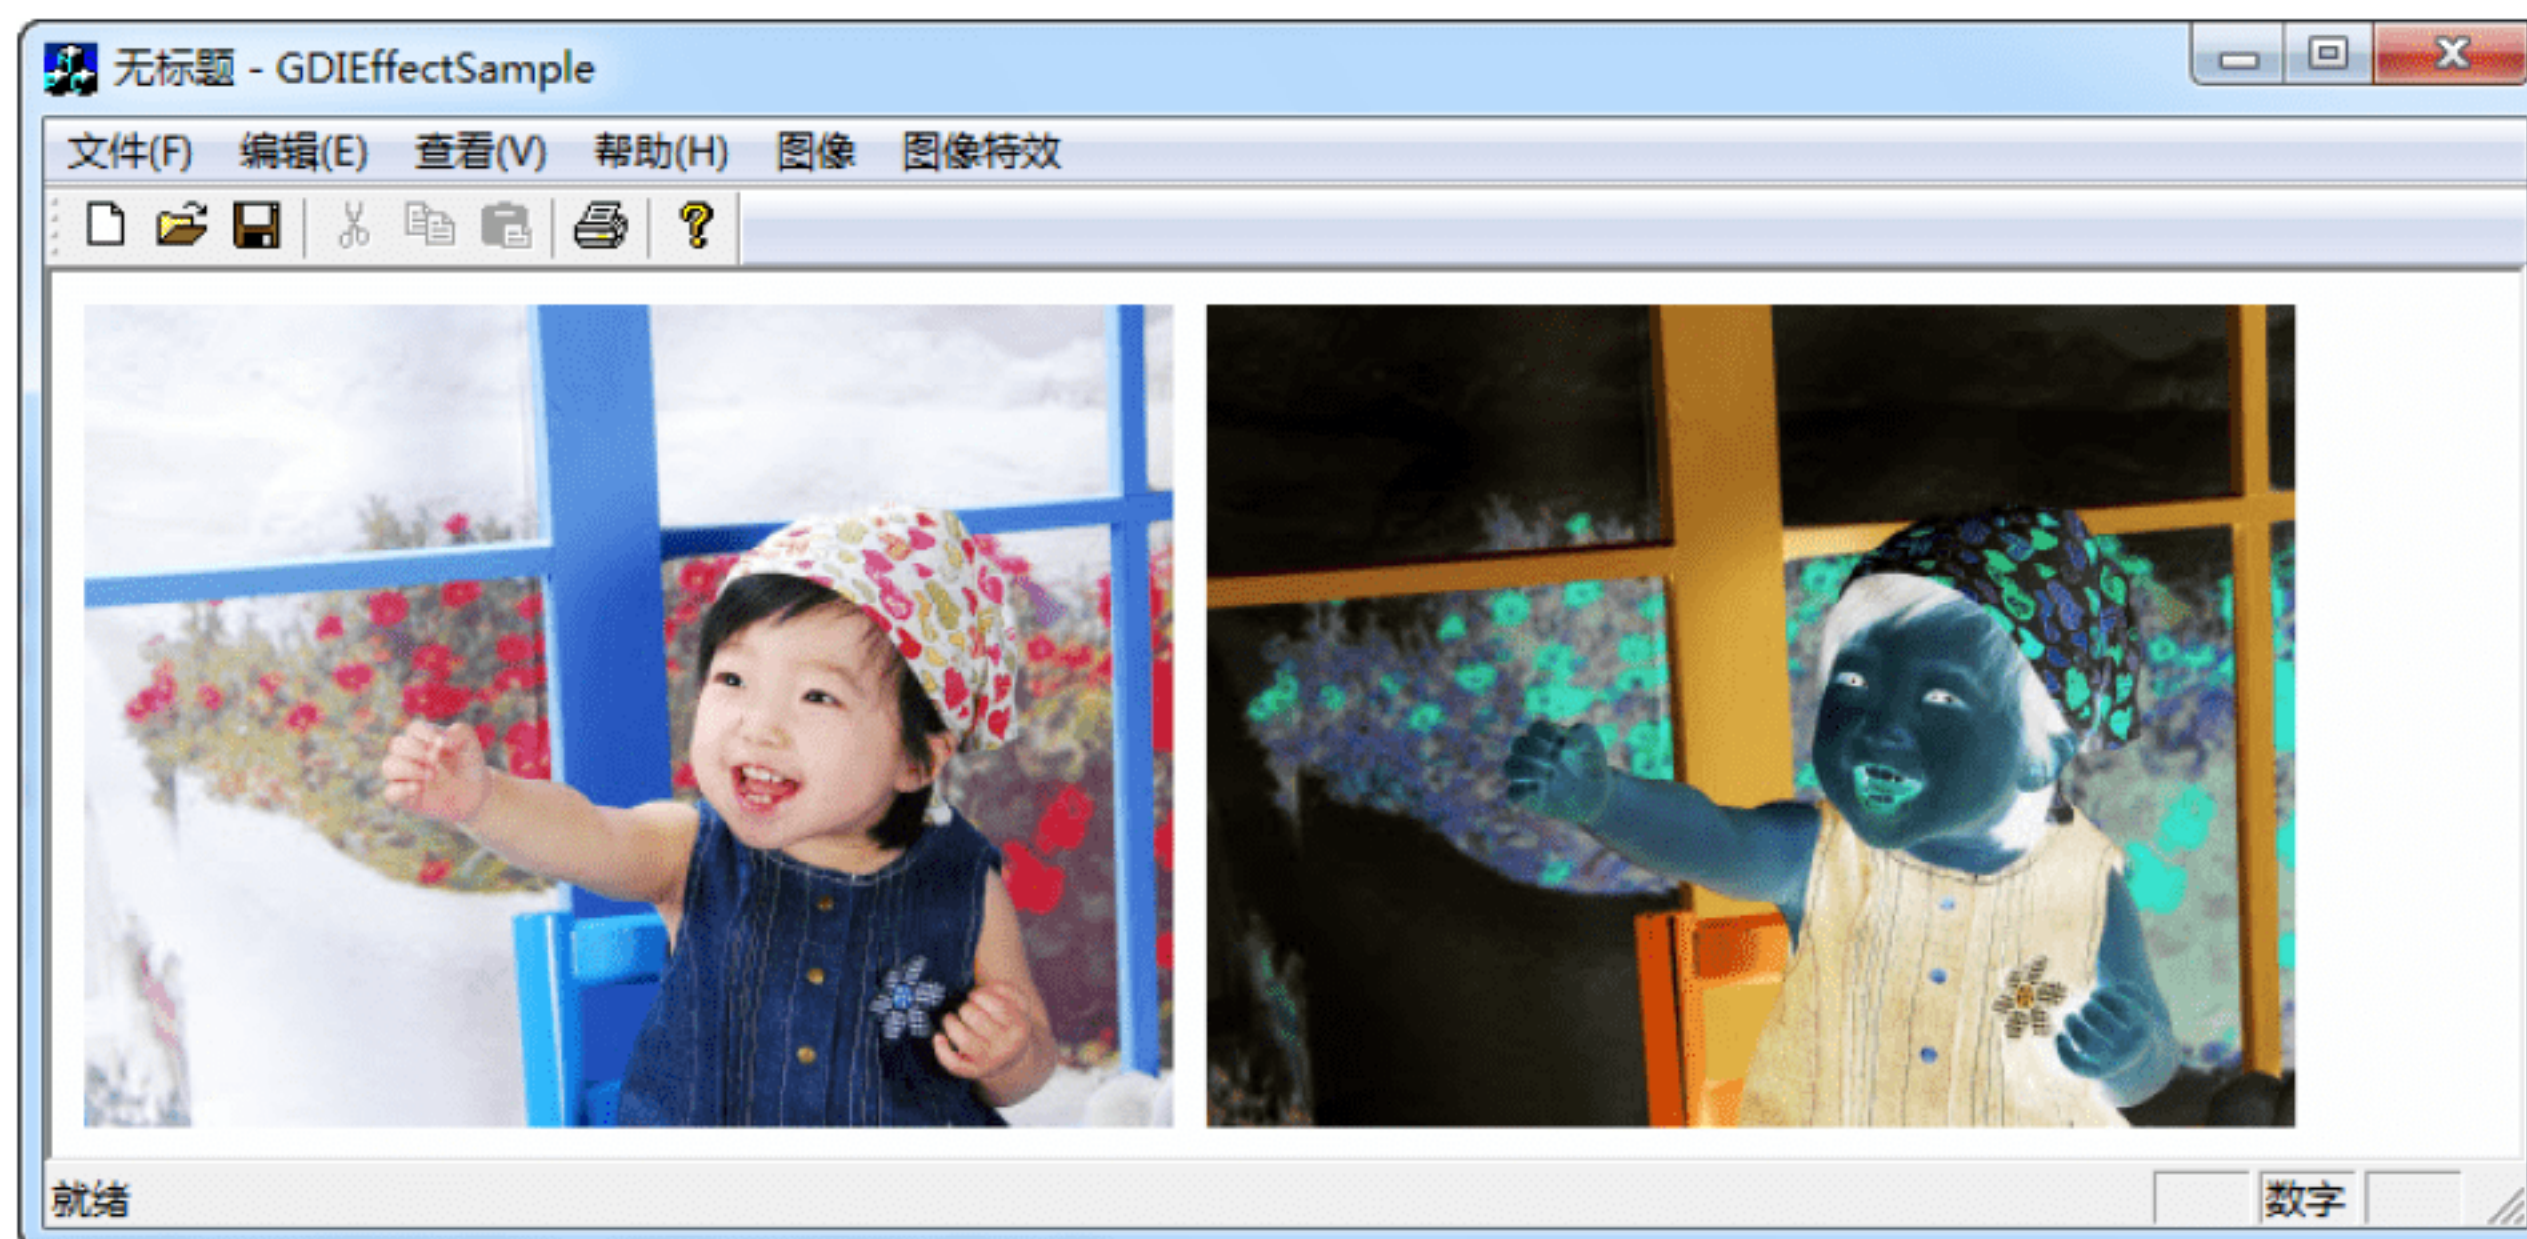 无标题 - GDIEffectSample
文件(F) 编辑(E) 查看(V) 帮助(H) 图像 图像特效
就绪 数字